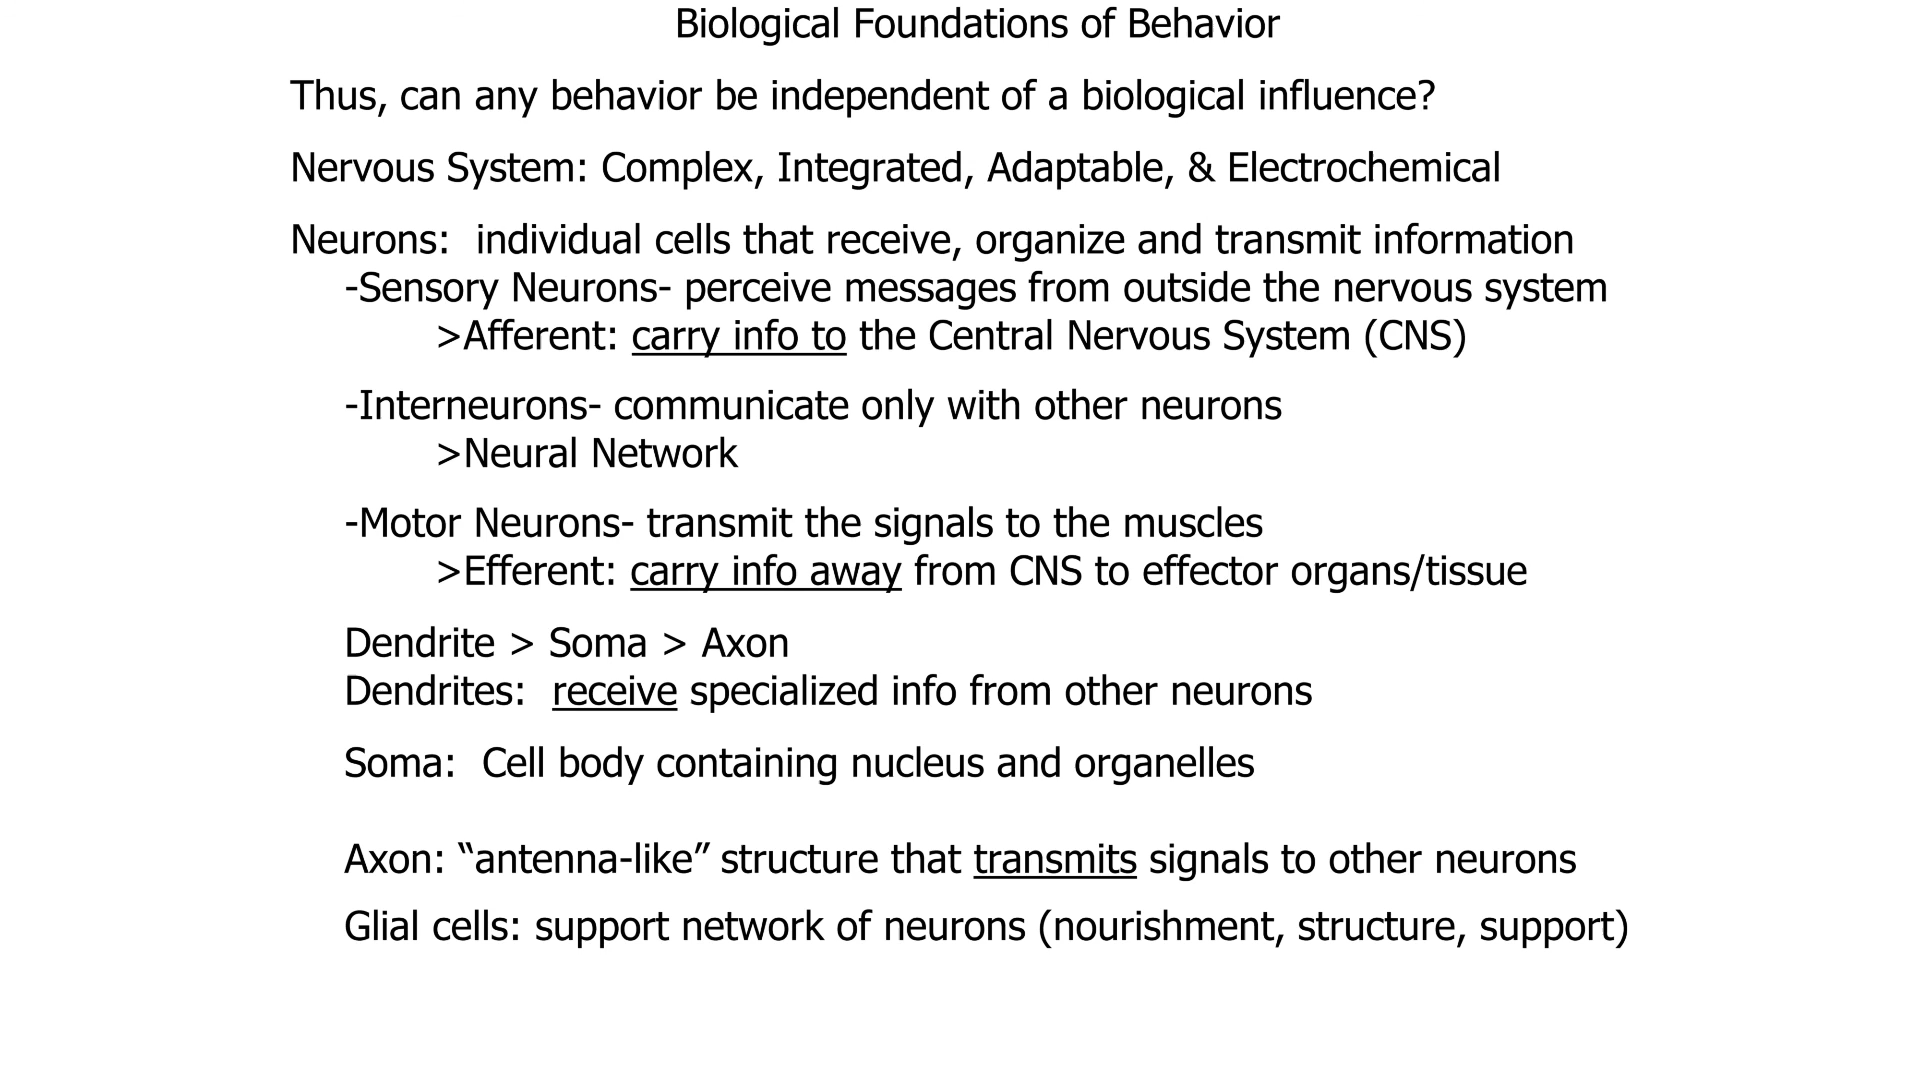 Biological Foundations of Behavior
Thus, can any behavior be independent of a biological influence?
Nervous System: Complex, Integrated, Adaptable, & Electrochemical
Neurons:  individual cells that receive, organize and transmit information
-Sensory Neurons- perceive messages from outside the nervous system
>Afferent: carry info to the Central Nervous System (CNS)
-Interneurons- communicate only with other neurons
>Neural Network
-Motor Neurons- transmit the signals to the muscles
>Efferent: carry info away from CNS to effector organs/tissue
Dendrite > Soma > Axon
Dendrites:  receive specialized info from other neurons
Soma:  Cell body containing nucleus and organelles
Axon: “antenna-like” structure that transmits signals to other neurons
Glial cells: support network of neurons (nourishment, structure, support)